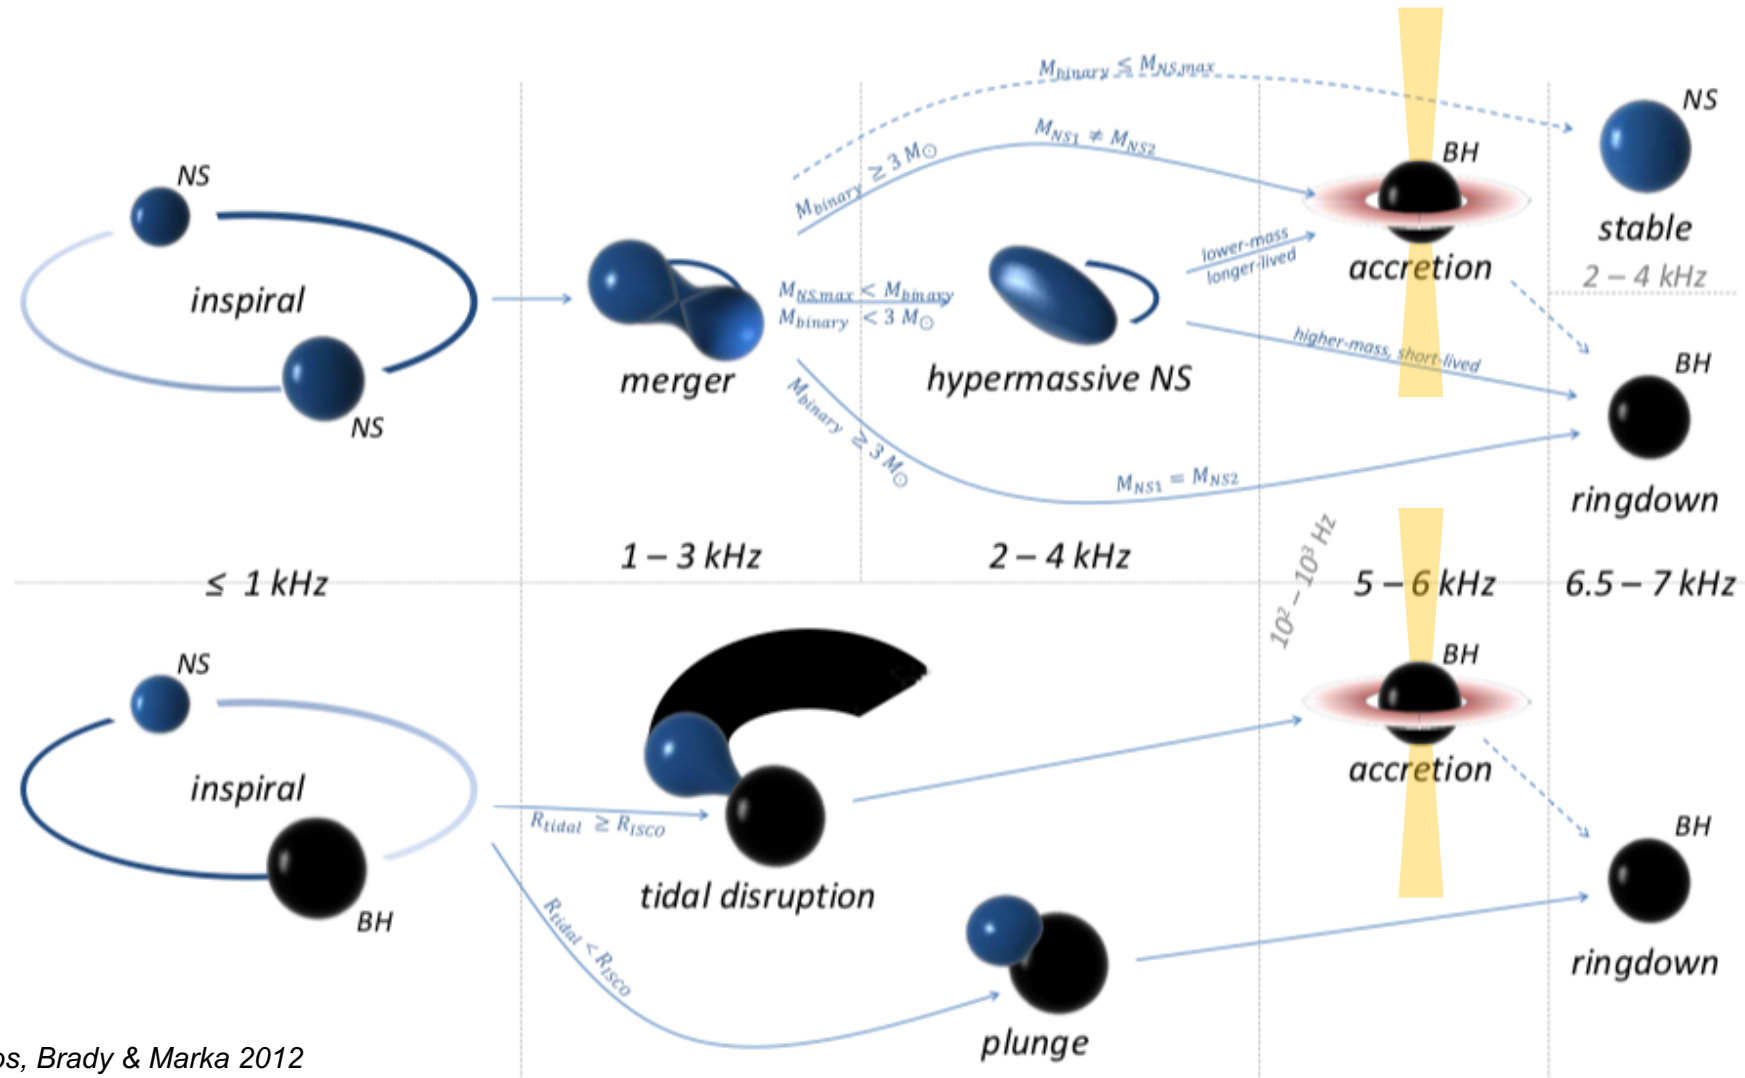 NS
inspiral
NS
merger
M_binary ≤ M_NS,max
M_binary ≥ 3 M_⊙
M_NS1 ≠ M_NS2
M_NS,max < M_binary
M_binary < 3 M_⊙
M_binary ≥ 3 M_⊙
M_NS1 = M_NS2
hypermassive NS
lower-mass
longer-lived
higher-mass, short-lived
BH
accretion
NS
stable
2 – 4 kHz
BH
ringdown
≤ 1 kHz
1 – 3 kHz
2 – 4 kHz
10² – 10³ Hz
5 – 6 kHz
6.5 – 7 kHz
NS
inspiral
BH
R_tidal ≥ R_ISCO
R_tidal < R_ISCO
tidal disruption
plunge
BH
accretion
BH
ringdown
Brady & Marka 2012